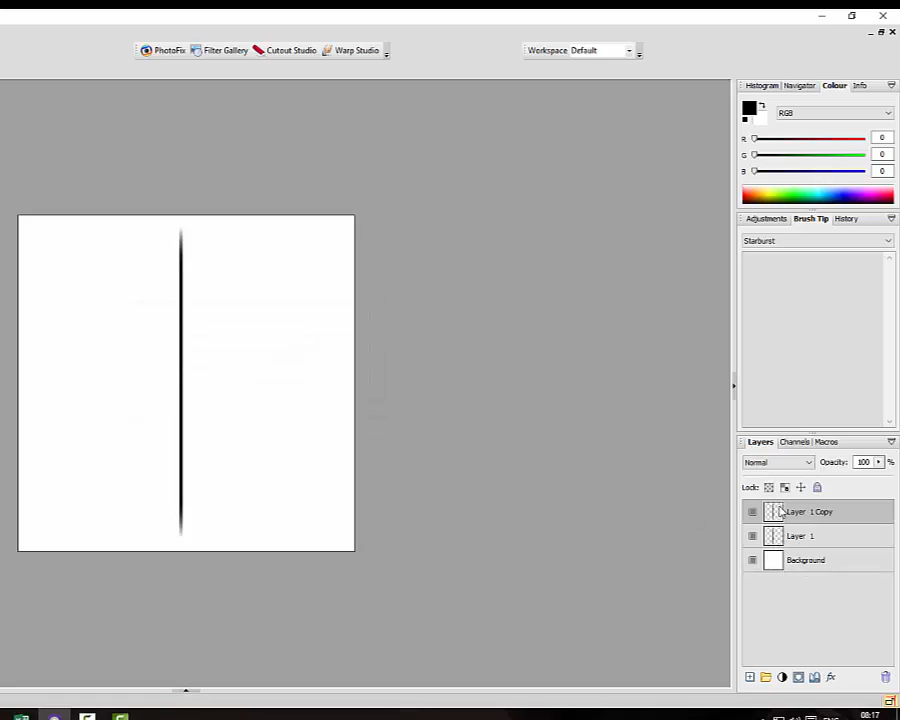 PhotoFix Filter Gallery Cutout Studio Warp Studio Workspace: Default
Histogram Navigator Colour Info
RGB
R 0
G 0
B 0
Adjustments Brush Tip History
Starburst
Layers Channels Macros
Normal Opacity: 100 %
Lock:
Layer 1 Copy
Layer 1
Background
fx
08:17